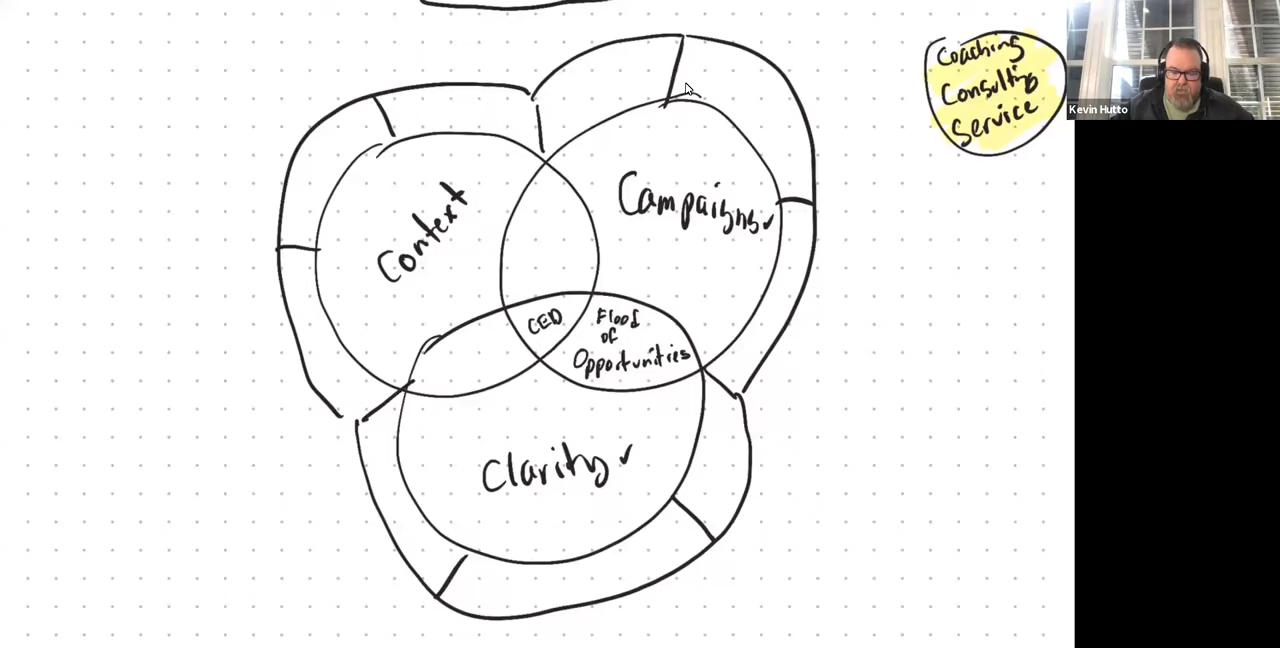 Coaching
Consulting
Service
Kevin Hutto
Context
Campaigns
CEO
Flood
of
Opportunities
Clarity